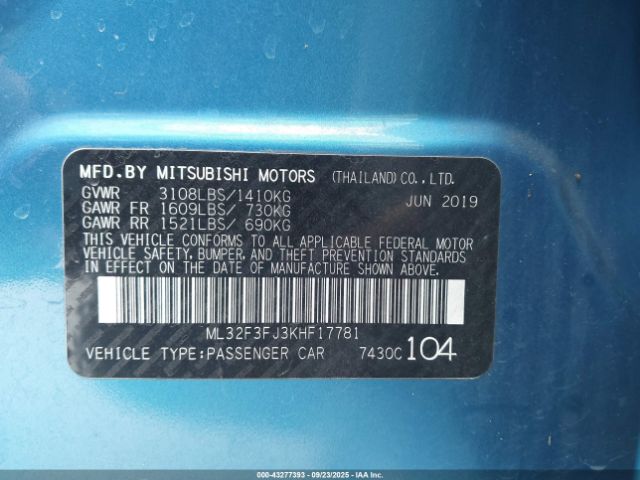 MFD.BY MITSUBISHI MOTORS (THAILAND)CO.,LTD.
GVWR 3108LBS/1410KG JUN 2019
GAWR FR 1609LBS/ 730KG
GAWR RR 1521LBS/ 690KG
THIS VEHICLE CONFORMS TO ALL APPLICABLE FEDERAL MOTOR
VEHICLE SAFETY, BUMPER, AND THEFT PREVENTION STANDARDS
IN EFFECT ON THE DATE OF MANUFACTURE SHOWN ABOVE.
ML32F3FJ3KHF17781
VEHICLE TYPE:PASSENGER CAR 7430C 104
000-43277393 - 09/23/2025 - IAAI.COM